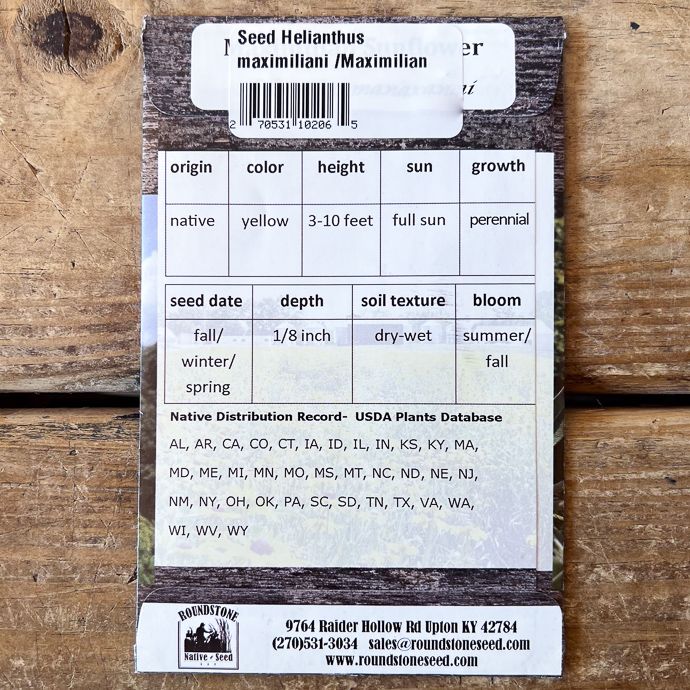 Seed Helianthus
maximiliani /Maximilian
2 70531 10206 5
origin color height sun growth
native yellow 3-10 feet full sun perennial
seed date depth soil texture bloom
fall/ 1/8 inch dry-wet summer/
winter/ fall
spring
Native Distribution Record- USDA Plants Database
AL, AR, CA, CO, CT, IA, ID, IL, IN, KS, KY, MA,
MD, ME, MI, MN, MO, MS, MT, NC, ND, NE, NJ,
NM, NY, OH, OK, PA, SC, SD, TN, TX, VA, WA,
WI, WV, WY
ROUNDSTONE
Native Seed
9764 Raider Hollow Rd Upton KY 42784
(270)531-3034 sales@roundstoneseed.com
www.roundstoneseed.com